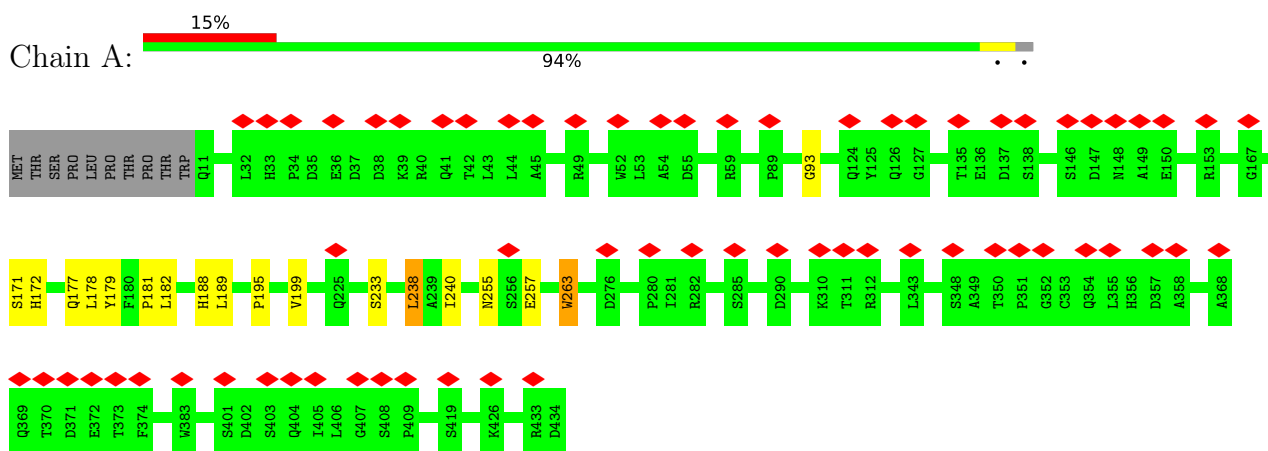 15%
Chain A:
94%
• •
MET THR SER PRO LEU PRO THR PRO THR TRP Q11 L32 H33 P34 D35 E36 D37 D38 K39 R40 Q41 T42 L43 L44 A45 R49 W52 L53 A54 D55 R59 P89 G93 Q124 Y125 Q126 G127 T135 E136 D137 S138 S146 D147 N148 A149 E150 R153 G167
S171 H172 Q177 L178 Y179 F180 P181 L182 H188 L189 P195 V199 Q225 S233 L238 A239 I240 N255 S256 E257 W263 D276 P280 I281 R282 S285 D290 K310 T311 R312 L343 S348 A349 T350 P351 G352 C353 Q354 L355 H356 D357 A358 A368
Q369 T370 D371 E372 T373 F374 W383 S401 D402 S403 Q404 I405 L406 G407 S408 P409 S419 K426 R433 D434